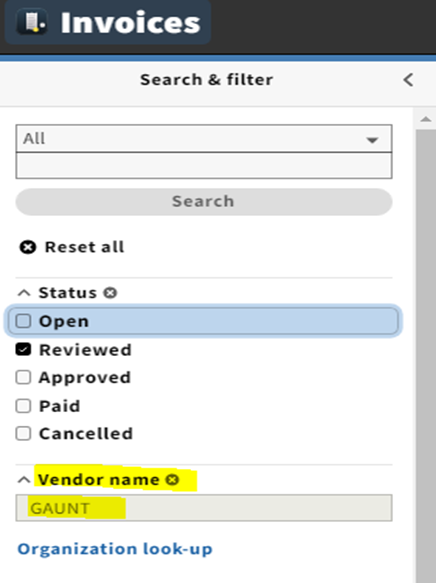 Invoices
Search & filter
All
Search
Reset all
Status
Open
Reviewed
Approved
Paid
Cancelled
Vendor name
GAUNT
Organization look-up